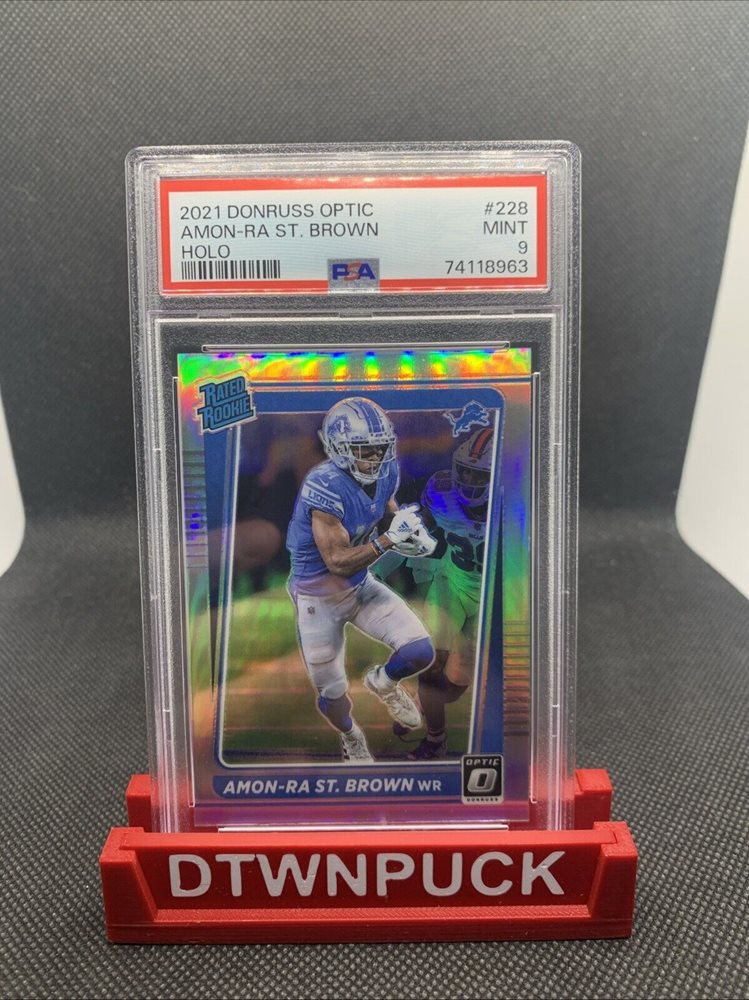 2021 DONRUSS OPTIC #228
AMON-RA ST. BROWN MINT
HOLO 9
PSA 74118963
RATED
ROOKIE
LIONS
AMON-RA ST. BROWN WR
OPTIC
DONRUSS
DTWNPUCK